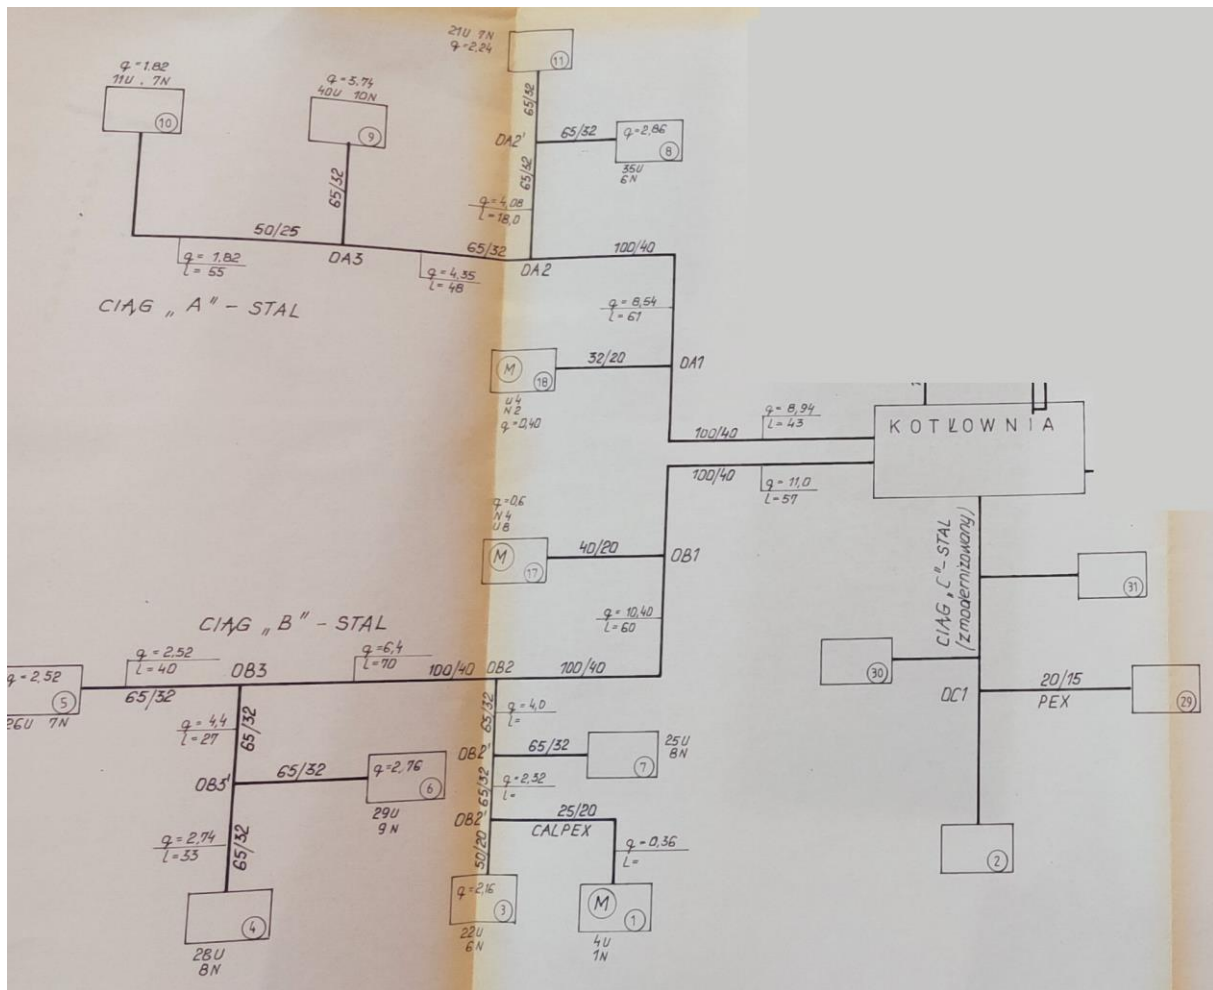 21U 7N
q=2,24
11
q=1.82
11U . 7N
10
q=3.74
40U 10N
9
65/32
65/32
DA2'
65/32
q=2,86
8
35U
6N
65/32
q=4,08
l=18,0
50/25
65/32
100/40
DA3
DA2
q=1,82
l=55
q=4,35
l=48
CIĄG „A" - STAL
q=8,54
l=61
M
18
32/20
DA1
U4
N2
q=0,40
q=8,94
l=43
100/40
KOTŁOWNIA
100/40
q=11,0
l=57
q=0,6
N4
U8
M
17
40/20
OB1
CIĄG „C"-STAL
(zmodernizowany)
31
CIĄG „B" - STAL
q=10,40
l=60
q=2,52
l=40
OB3
q=6,4
l=70
100/40
OB2
100/40
30
20/15
PEX
29
OC1
q=2,52
5
26U 7N
65/32
q=4,4
l=27
65/32
65/32
q=4,0
l=
OB2'
65/32
7
25U
8N
OB3'
65/32
q=2,76
6
29U
9N
65/32
q=2,32
l=
OB2"
25/20
CALPEX
q=2,74
l=33
65/32
50/20
q=0,36
L=
2
4
28U
8N
q=2,16
3
22U
6N
M
1
4U
1N